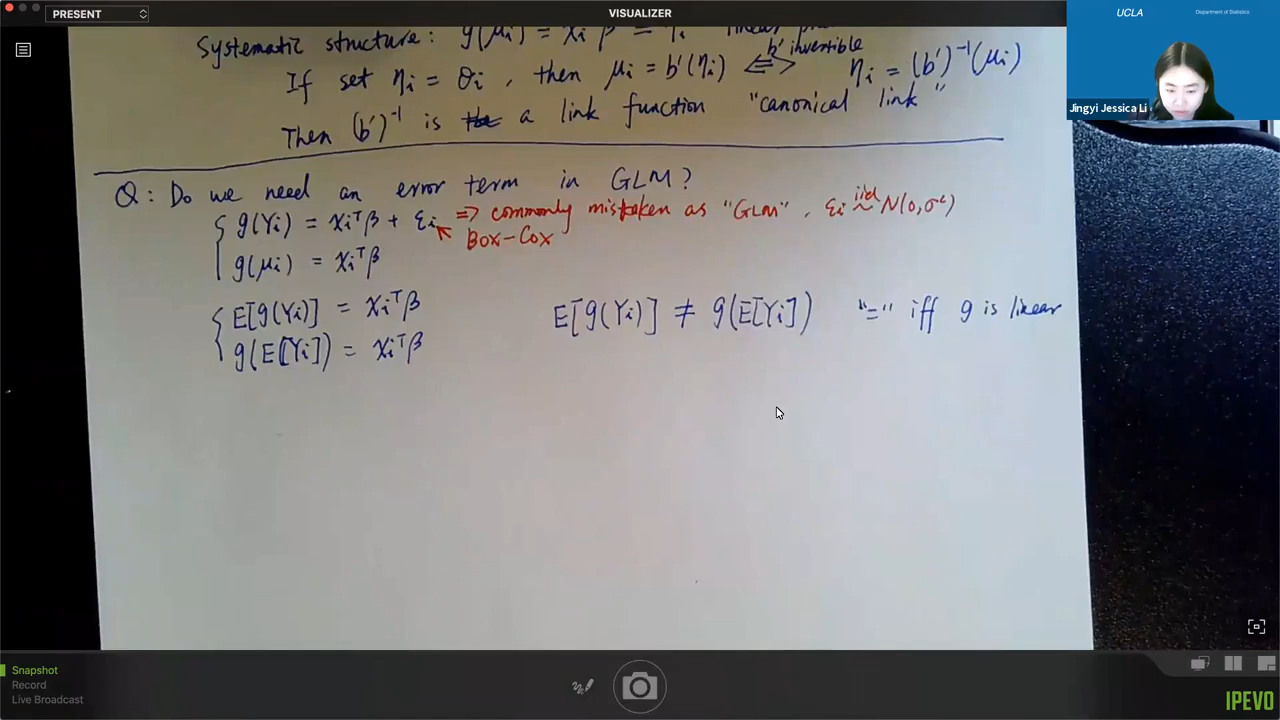 PRESENT
VISUALIZER
UCLA
Department of Statistics
Jingyi Jessica Li
Systematic structure: g(μi) = xiᵀβ = ηi linear
If set ηi = θi, then μi = b'(ηi) <=> ηi = (b')⁻¹(μi)
b' invertible
Then (b')⁻¹ is a link function "canonical link"
Q: Do we need an error term in GLM?
g(Yi) = xiᵀβ + εi => commonly mistaken as "GLM", εi iid~ N(0,σ²)
Box-Cox
g(μi) = xiᵀβ
E[g(Yi)] = xiᵀβ E[g(Yi)] ≠ g(E[Yi]) "=" iff g is linear
g(E[Yi]) = xiᵀβ
Snapshot
Record
Live Broadcast
IPEVO